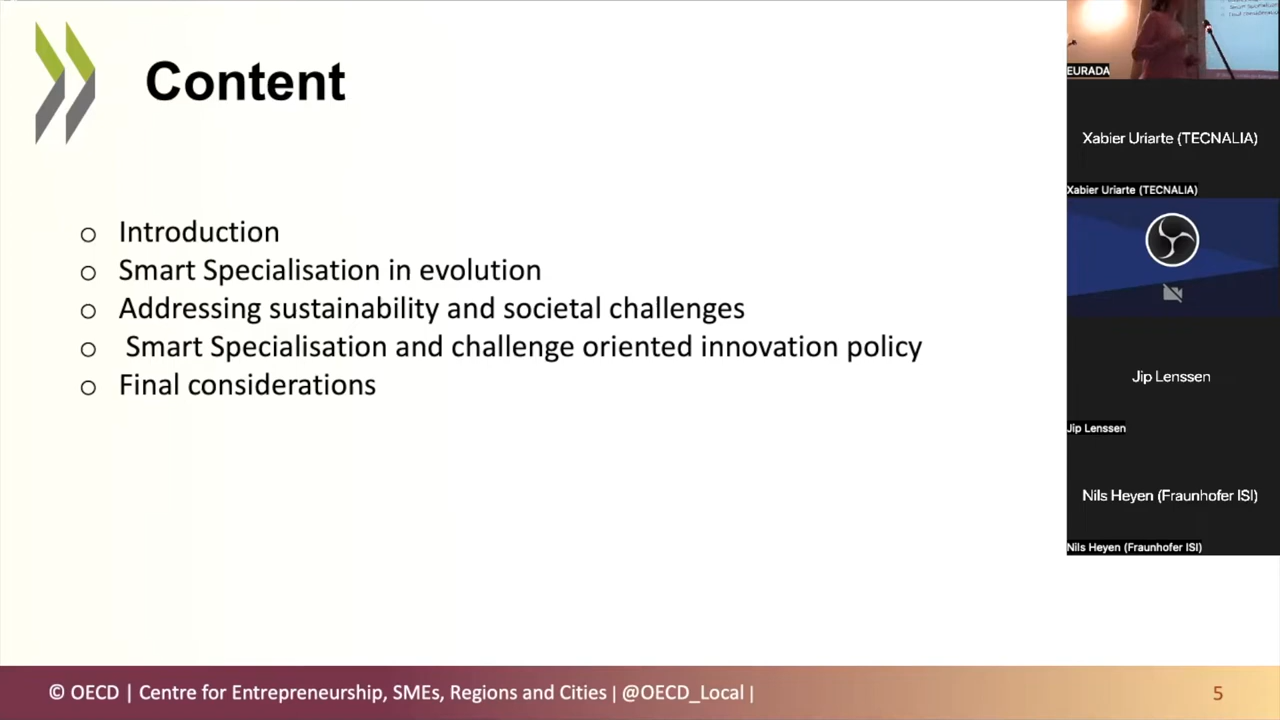 Content
Introduction
Smart Specialisation in evolution
Addressing sustainability and societal challenges
Smart Specialisation and challenge oriented innovation policy
Final considerations
© OECD | Centre for Entrepreneurship, SMEs, Regions and Cities | @OECD_Local |
5
EURADA
Xabier Uriarte (TECNALIA)
Xabier Uriarte (TECNALIA)
Jip Lenssen
Jip Lenssen
Nils Heyen (Fraunhofer ISI)
Nils Heyen (Fraunhofer ISI)